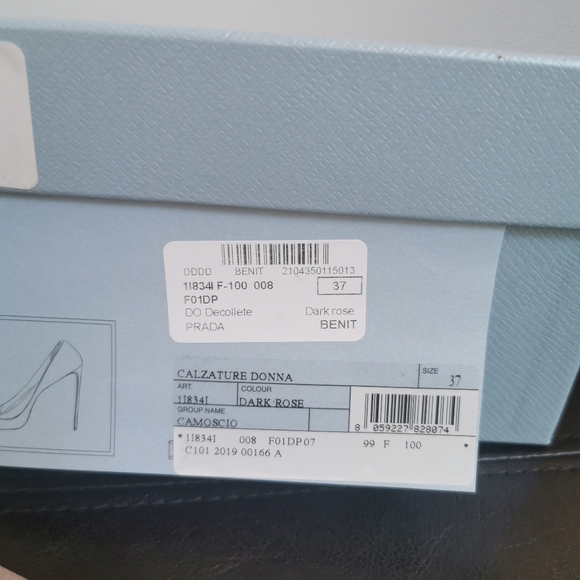 DDDD BENIT 2104350115013
1I834I F-100 008 37
F01DP
DO Decollete Dark rose
PRADA BENIT
CALZATURE DONNA SIZE 37
ART. COLOUR
1I834I DARK ROSE
GROUP NAME
CAMOSCIO
8 059227 828074
*1I834I 008 F01DP07 99 F 100 *
C101 2019 00166 A